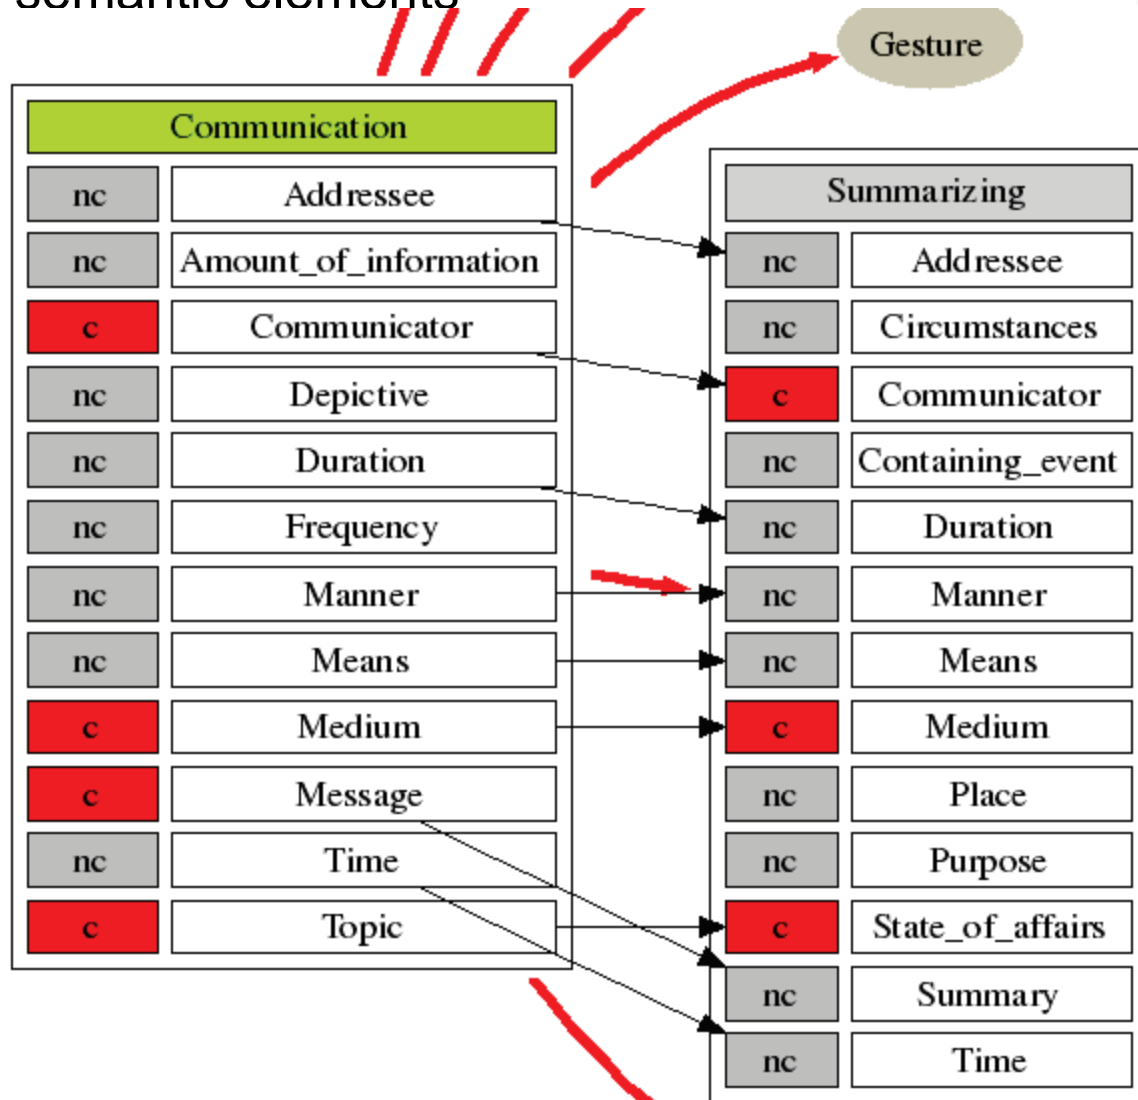 semantic elements
Gesture
Communication
nc Addressee
nc Amount_of_information
c Communicator
nc Depictive
nc Duration
nc Frequency
nc Manner
nc Means
c Medium
c Message
nc Time
c Topic
Summarizing
nc Addressee
nc Circumstances
c Communicator
nc Containing_event
nc Duration
nc Manner
nc Means
c Medium
nc Place
nc Purpose
c State_of_affairs
nc Summary
nc Time